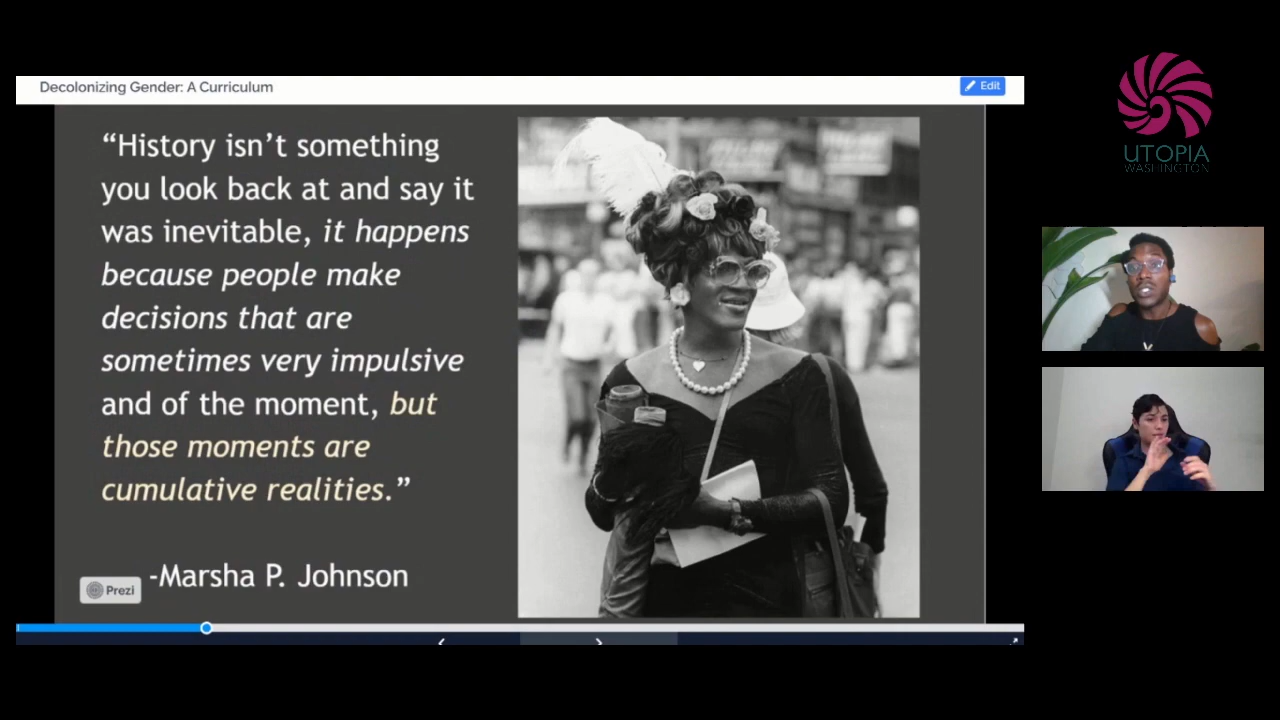 Decolonizing Gender: A Curriculum
Edit
“History isn’t something
you look back at and say it
was inevitable, it happens
because people make
decisions that are
sometimes very impulsive
and of the moment, but
those moments are
cumulative realities.”
-Marsha P. Johnson
Prezi
UTOPIA
WASHINGTON